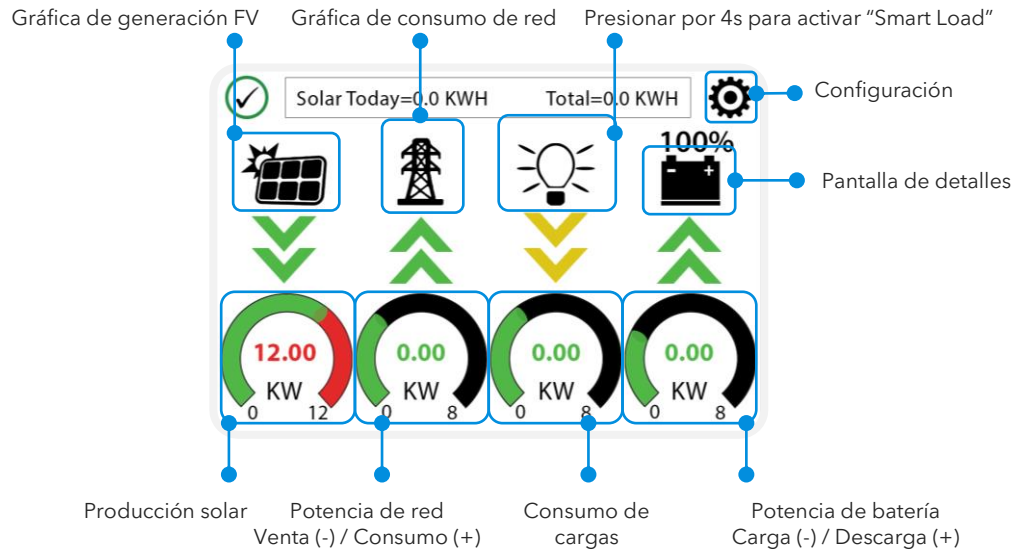 Gráfica de generación FV
Gráfica de consumo de red
Presionar por 4s para activar “Smart Load”
Solar Today=0.0 KWH
Total=0.0 KWH
Configuración
100%
Pantalla de detalles
12.00
KW
0 12
0.00
KW
0 8
0.00
KW
0 8
0.00
KW
0 8
Producción solar
Potencia de red
Venta (-) / Consumo (+)
Consumo de
cargas
Potencia de batería
Carga (-) / Descarga (+)